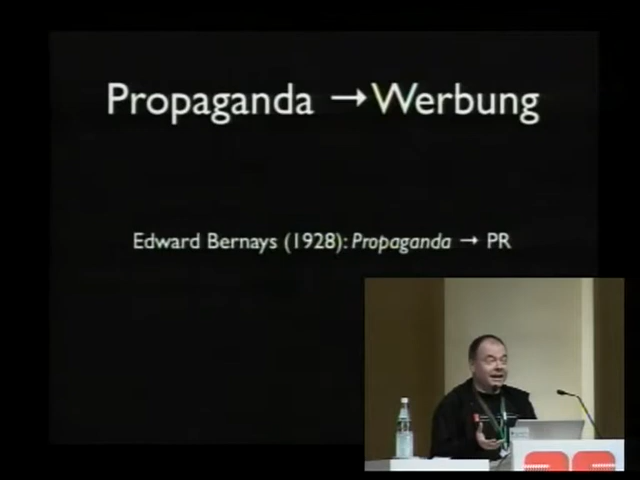 Propaganda → Werbung
Edward Bernays (1928): Propaganda → PR